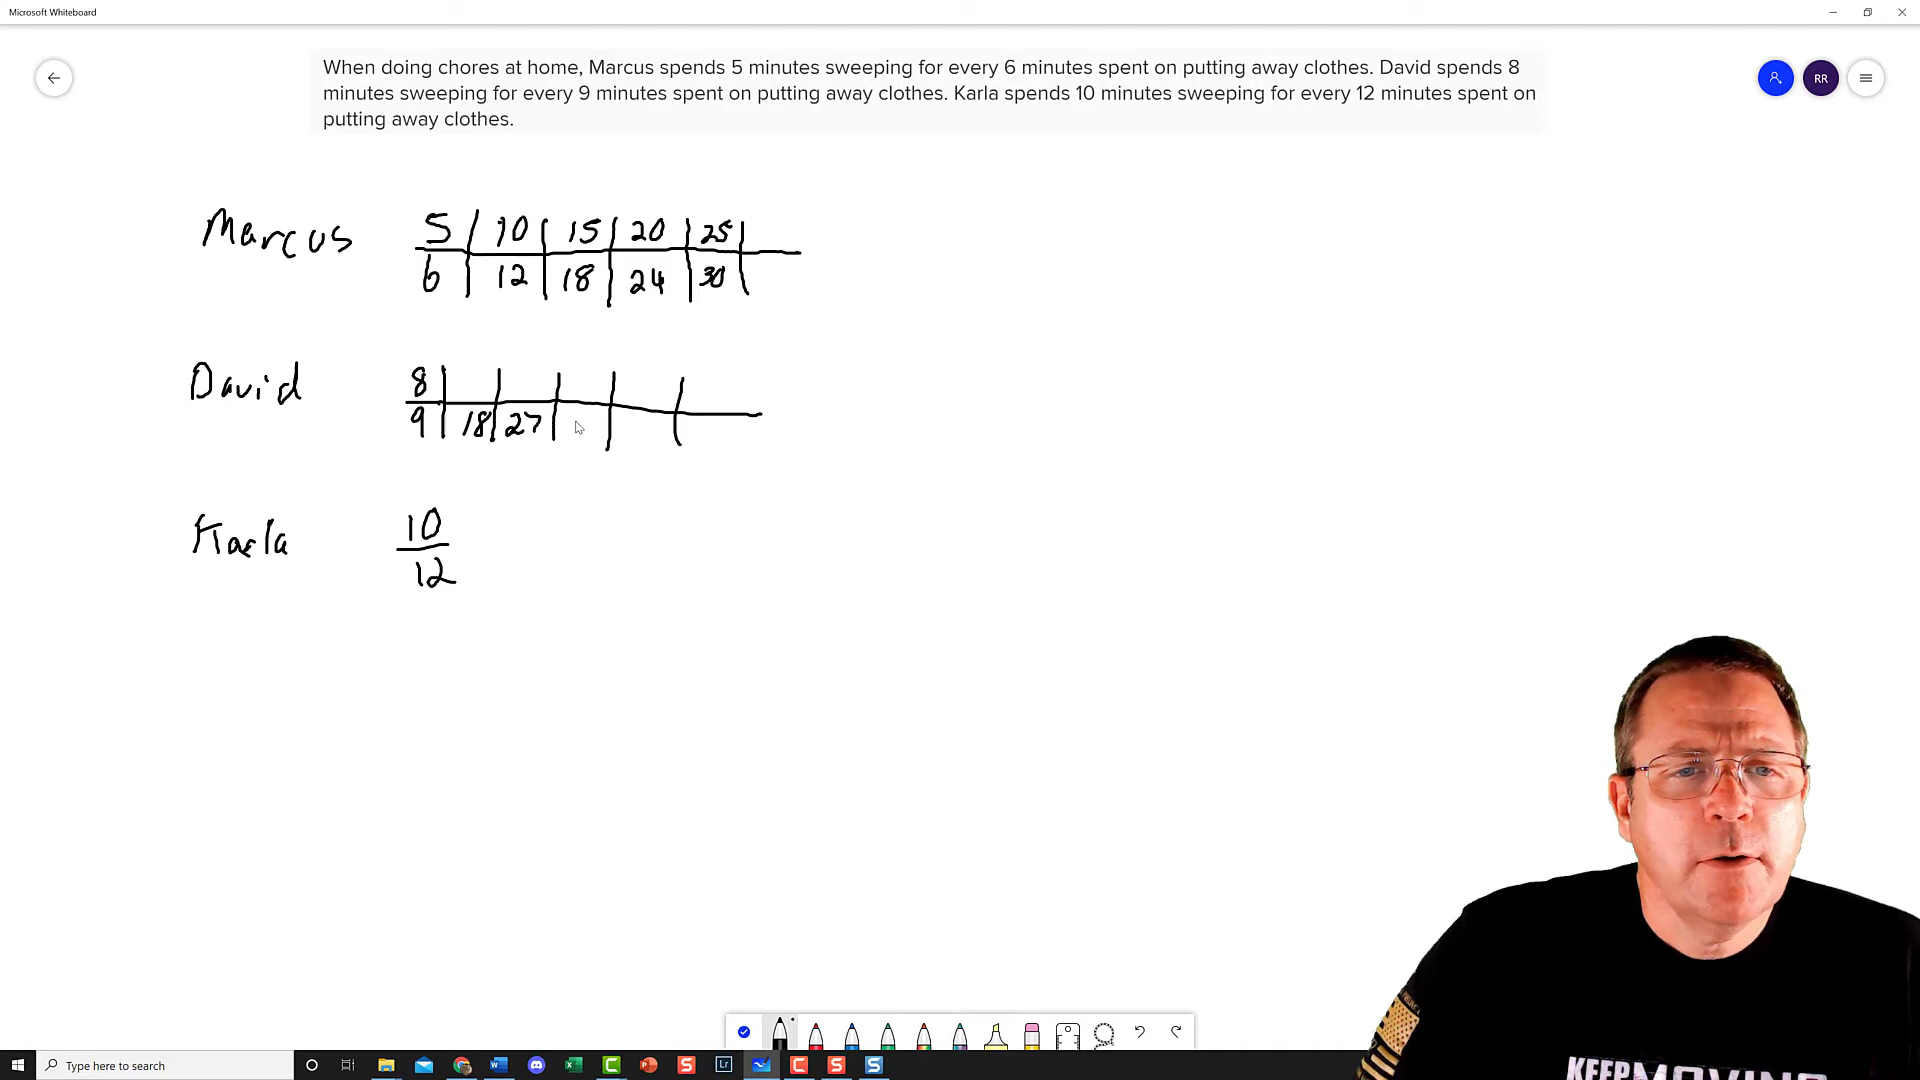 Microsoft Whiteboard
When doing chores at home, Marcus spends 5 minutes sweeping for every 6 minutes spent on putting away clothes. David spends 8
minutes sweeping for every 9 minutes spent on putting away clothes. Karla spends 10 minutes sweeping for every 12 minutes spent on
putting away clothes.
RR
Marcus 5 10 15 20 25
6 12 18 24 30
David 8
9 18 27
Karla 10
12
Type here to search
Lr
KEEP MOVING